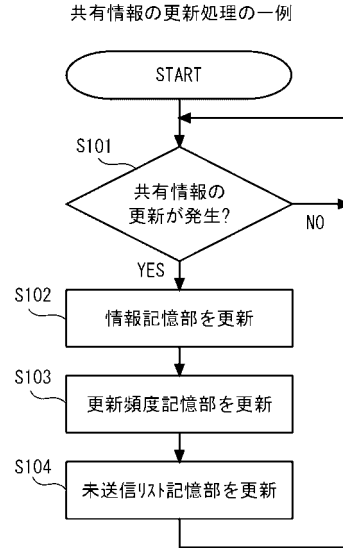 共有情報の更新処理の一例
START
S101
共有情報の
更新が発生?
NO
YES
S102
情報記憶部を更新
S103
更新頻度記憶部を更新
S104
未送信ﾘｽﾄ記憶部を更新